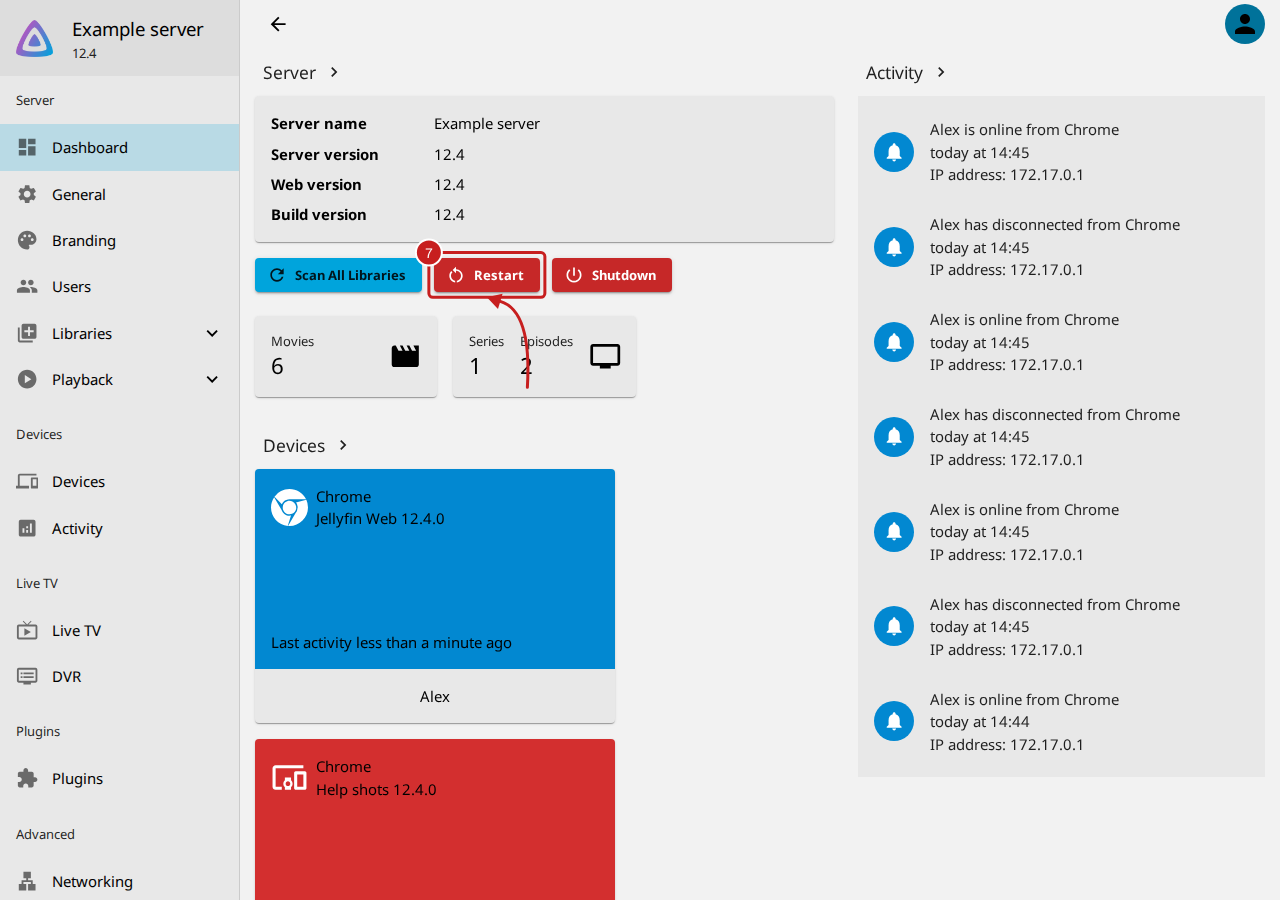 Example server
12.4
Server
Dashboard
General
Branding
Users
Libraries
Playback
Devices
Devices
Activity
Live TV
Live TV
DVR
Plugins
Plugins
Advanced
Networking
Server
Server name Example server
Server version 12.4
Web version 12.4
Build version 12.4
7
Scan All Libraries Restart Shutdown
Movies
6
Series Episodes
1 2
Devices
Chrome
Jellyfin Web 12.4.0
Last activity less than a minute ago
Alex
Chrome
Help shots 12.4.0
Activity
Alex is online from Chrome
today at 14:45
IP address: 172.17.0.1
Alex has disconnected from Chrome
today at 14:45
IP address: 172.17.0.1
Alex is online from Chrome
today at 14:45
IP address: 172.17.0.1
Alex has disconnected from Chrome
today at 14:45
IP address: 172.17.0.1
Alex is online from Chrome
today at 14:45
IP address: 172.17.0.1
Alex has disconnected from Chrome
today at 14:45
IP address: 172.17.0.1
Alex is online from Chrome
today at 14:44
IP address: 172.17.0.1